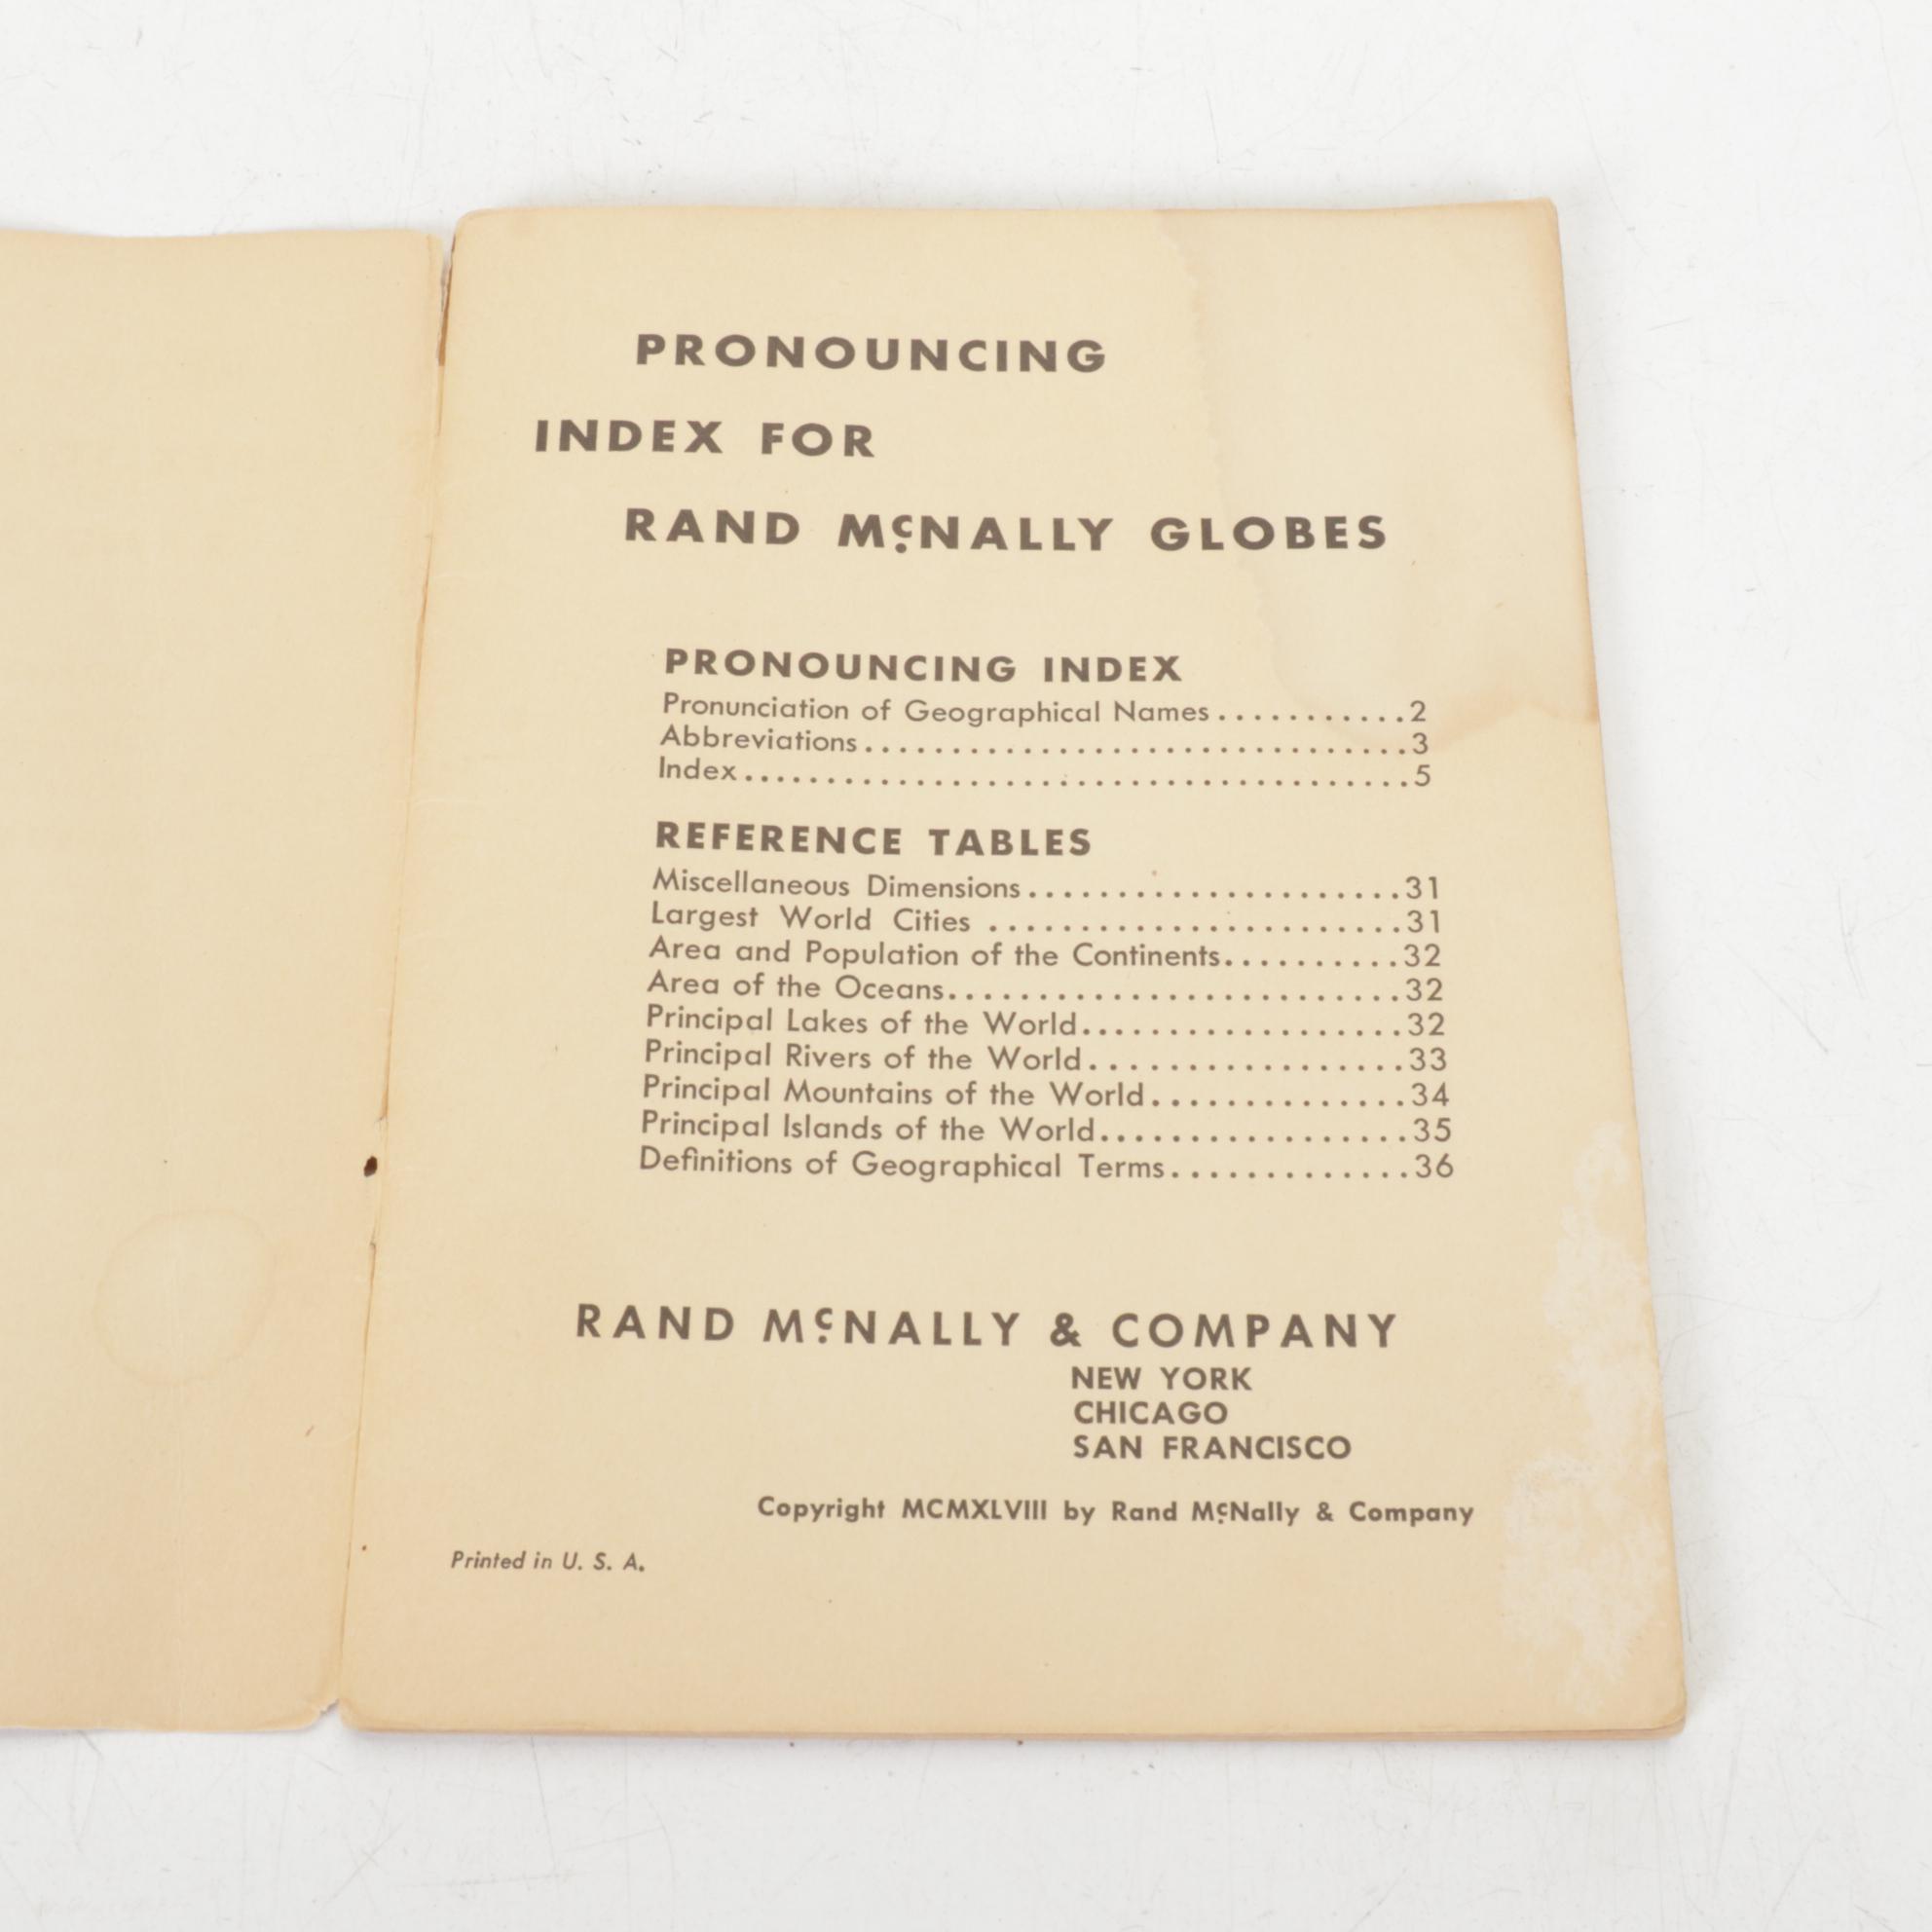 PRONOUNCING
INDEX FOR
RAND McNALLY GLOBES
PRONOUNCING INDEX
Pronunciation of Geographical Names...........2
Abbreviations...............................3
Index......................................5
REFERENCE TABLES
Miscellaneous Dimensions.....................31
Largest World Cities .......................31
Area and Population of the Continents..........32
Area of the Oceans..........................32
Principal Lakes of the World..................32
Principal Rivers of the World..................33
Principal Mountains of the World...............34
Principal Islands of the World..................35
Definitions of Geographical Terms.............36
RAND McNALLY & COMPANY
NEW YORK
CHICAGO
SAN FRANCISCO
Copyright MCMXLVIII by Rand McNally & Company
Printed in U. S. A.